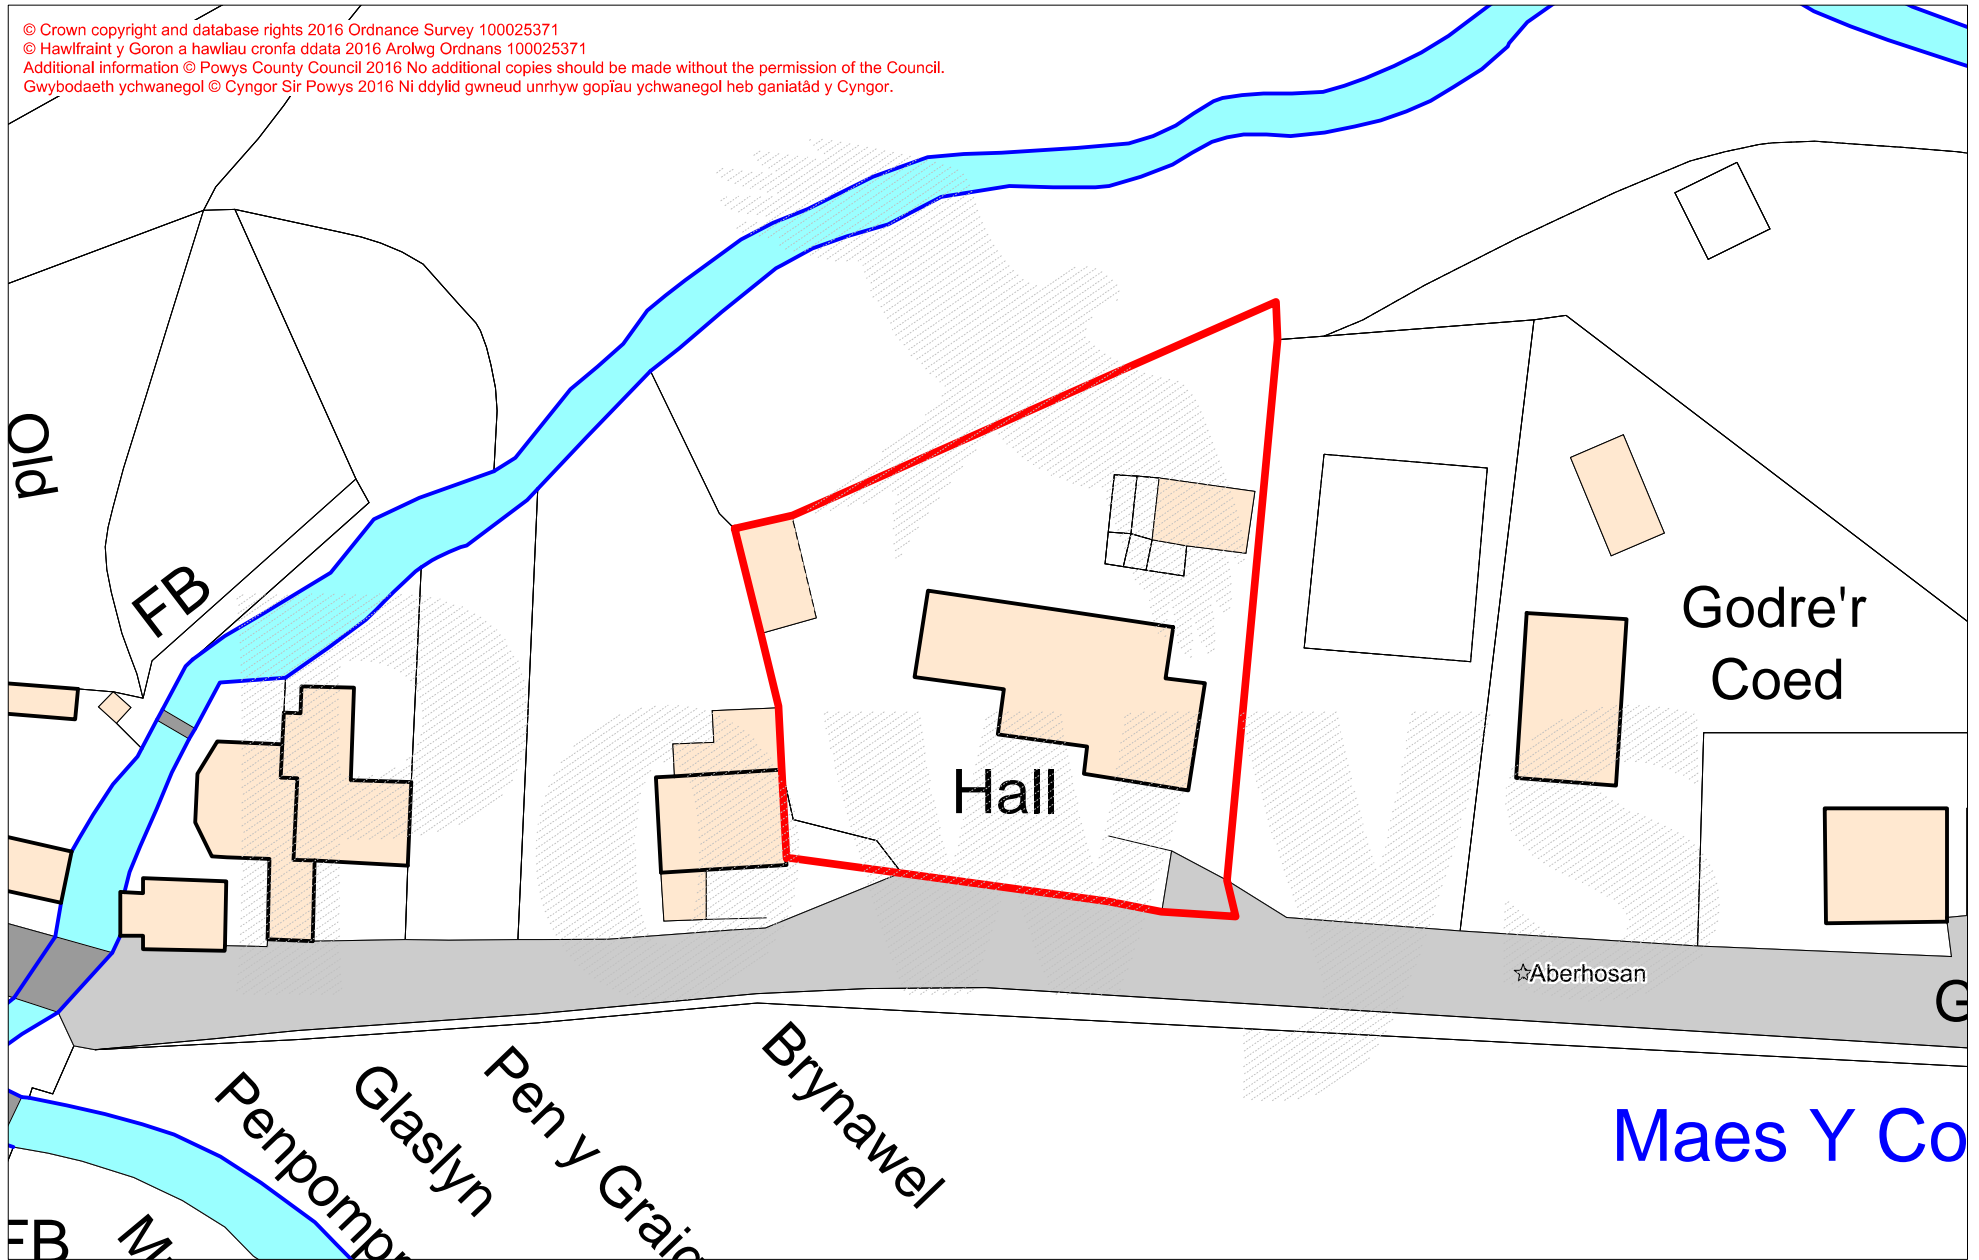 © Crown copyright and database rights 2016 Ordnance Survey 100025371
© Hawlfraint y Goron a hawliau cronfa ddata 2016 Arolwg Ordnans 100025371
Additional information © Powys County Council 2016 No additional copies should be made without the permission of the Council.
Gwybodaeth ychwanegol © Cyngor Sir Powys 2016 Ni ddylid gwneud unrhyw gopïau ychwanegol heb ganiatâd y Cyngor.
Old
FB
Godre'r
Coed
Hall
Aberhosan
G
Brynawel
Pen y Graig
Glaslyn
Penpompr
Maes Y Co
FB
POWYS